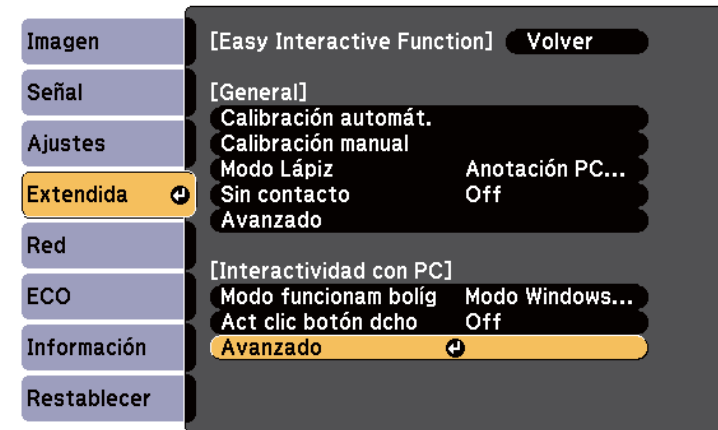 Imagen
Señal
Ajustes
Extendida
Red
ECO
Información
Restablecer
[Easy Interactive Function] Volver
[General]
Calibración automát.
Calibración manual
Modo Lápiz Anotación PC...
Sin contacto Off
Avanzado
[Interactividad con PC]
Modo funcionam bolíg Modo Windows...
Act clic botón dcho Off
Avanzado